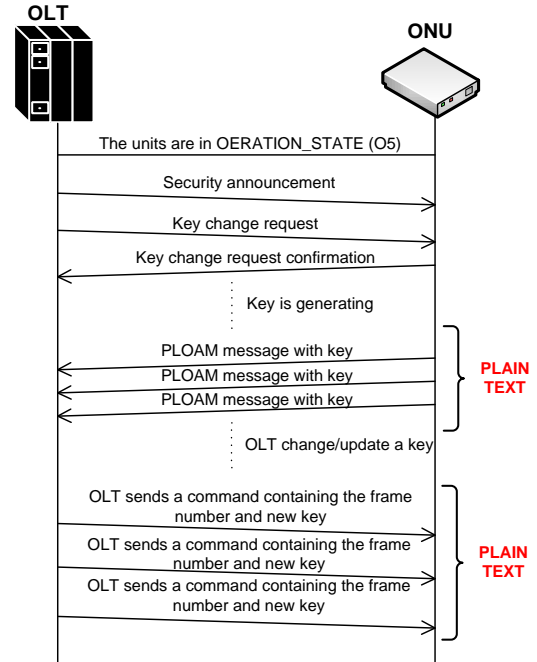 OLT
ONU
The units are in OERATION_STATE (O5)
Security announcement
Key change request
Key change request confirmation
Key is generating
PLOAM message with key
PLOAM message with key
PLOAM message with key
PLAIN
TEXT
OLT change/update a key
OLT sends a command containing the frame
number and new key
OLT sends a command containing the frame
number and new key
OLT sends a command containing the frame
number and new key
PLAIN
TEXT